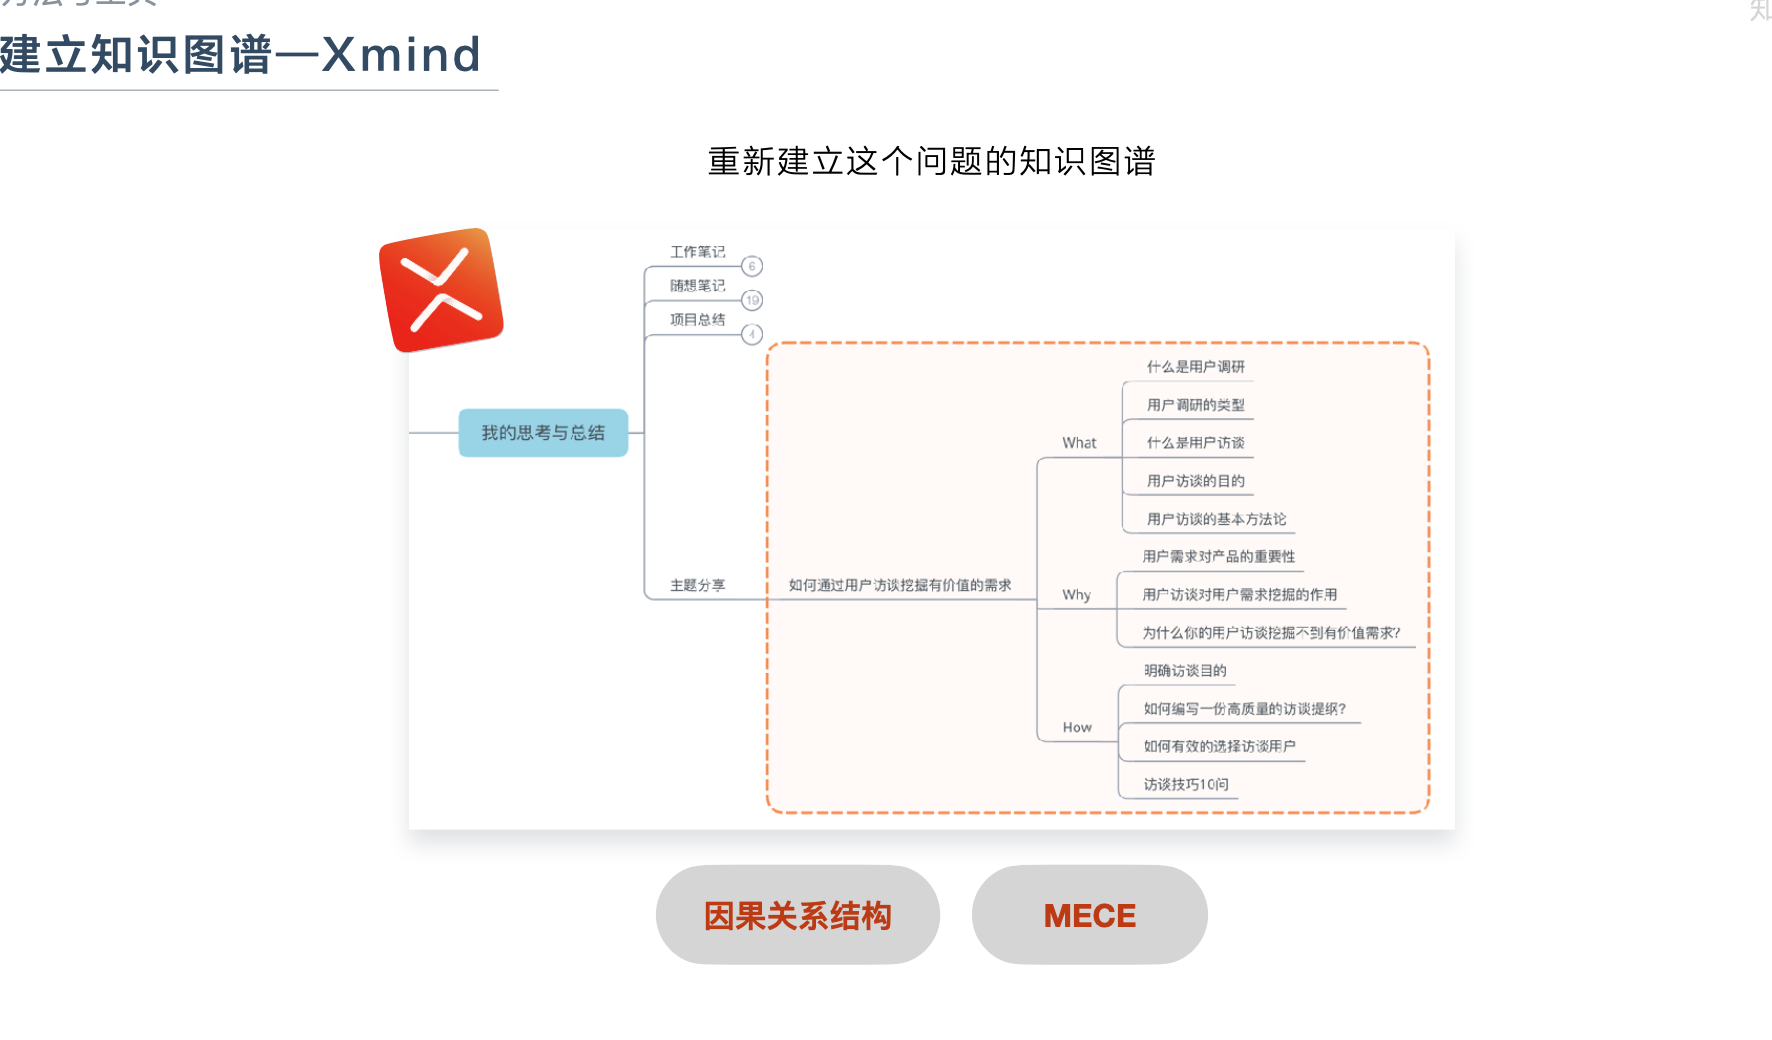 方法与工具
知
建立知识图谱—Xmind
重新建立这个问题的知识图谱
工作笔记
6
随想笔记
19
项目总结
4
我的思考与总结
主题分享
如何通过用户访谈挖掘有价值的需求
What
什么是用户调研
用户调研的类型
什么是用户访谈
用户访谈的目的
用户访谈的基本方法论
Why
用户需求对产品的重要性
用户访谈对用户需求挖掘的作用
为什么你的用户访谈挖掘不到有价值需求?
How
明确访谈目的
如何编写一份高质量的访谈提纲?
如何有效的选择访谈用户
访谈技巧10问
因果关系结构
MECE